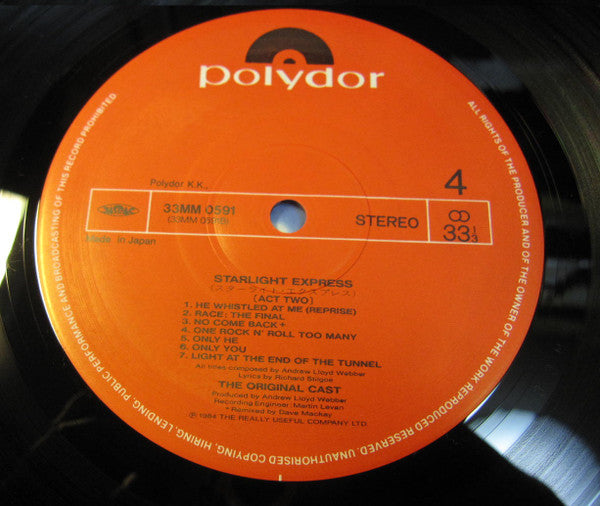 polydor
Polydor K.K.,
4
33MM 0591
STEREO
33 1/3
Made in Japan
STARLIGHT EXPRESS
(スターライト・エクスプレス)
[ACT TWO]
1. HE WHISTLED AT ME (REPRISE)
2. RACE: THE FINAL
3. NO COME BACK+
4. ONE ROCK N' ROLL TOO MANY
5. ONLY HE
6. ONLY YOU
7. LIGHT AT THE END OF THE TUNNEL
All titles composed by Andrew Lloyd Webber
Lyrics by Richard Stilgoe
THE ORIGINAL CAST
Produced by Andrew Lloyd Webber
Recording Engineer: Martin Levan
Remixed by Dave Mackay
℗ 1984 THE REALLY USEFUL COMPANY LTD.
ALL RIGHTS OF THE PRODUCER AND OF THE OWNER OF THE WORK REPRODUCED RESERVED. UNAUTHORISED COPYING, HIRING, LENDING, PUBLIC PERFORMANCE AND BROADCASTING OF THIS RECORD PROHIBITED